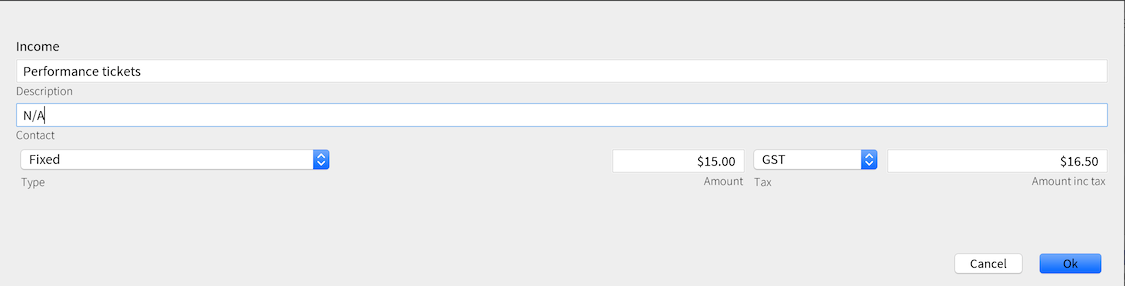 Income
Performance tickets
Description
N/A
Contact
Fixed $15.00 GST $16.50
Type Amount Tax Amount inc tax
Cancel Ok